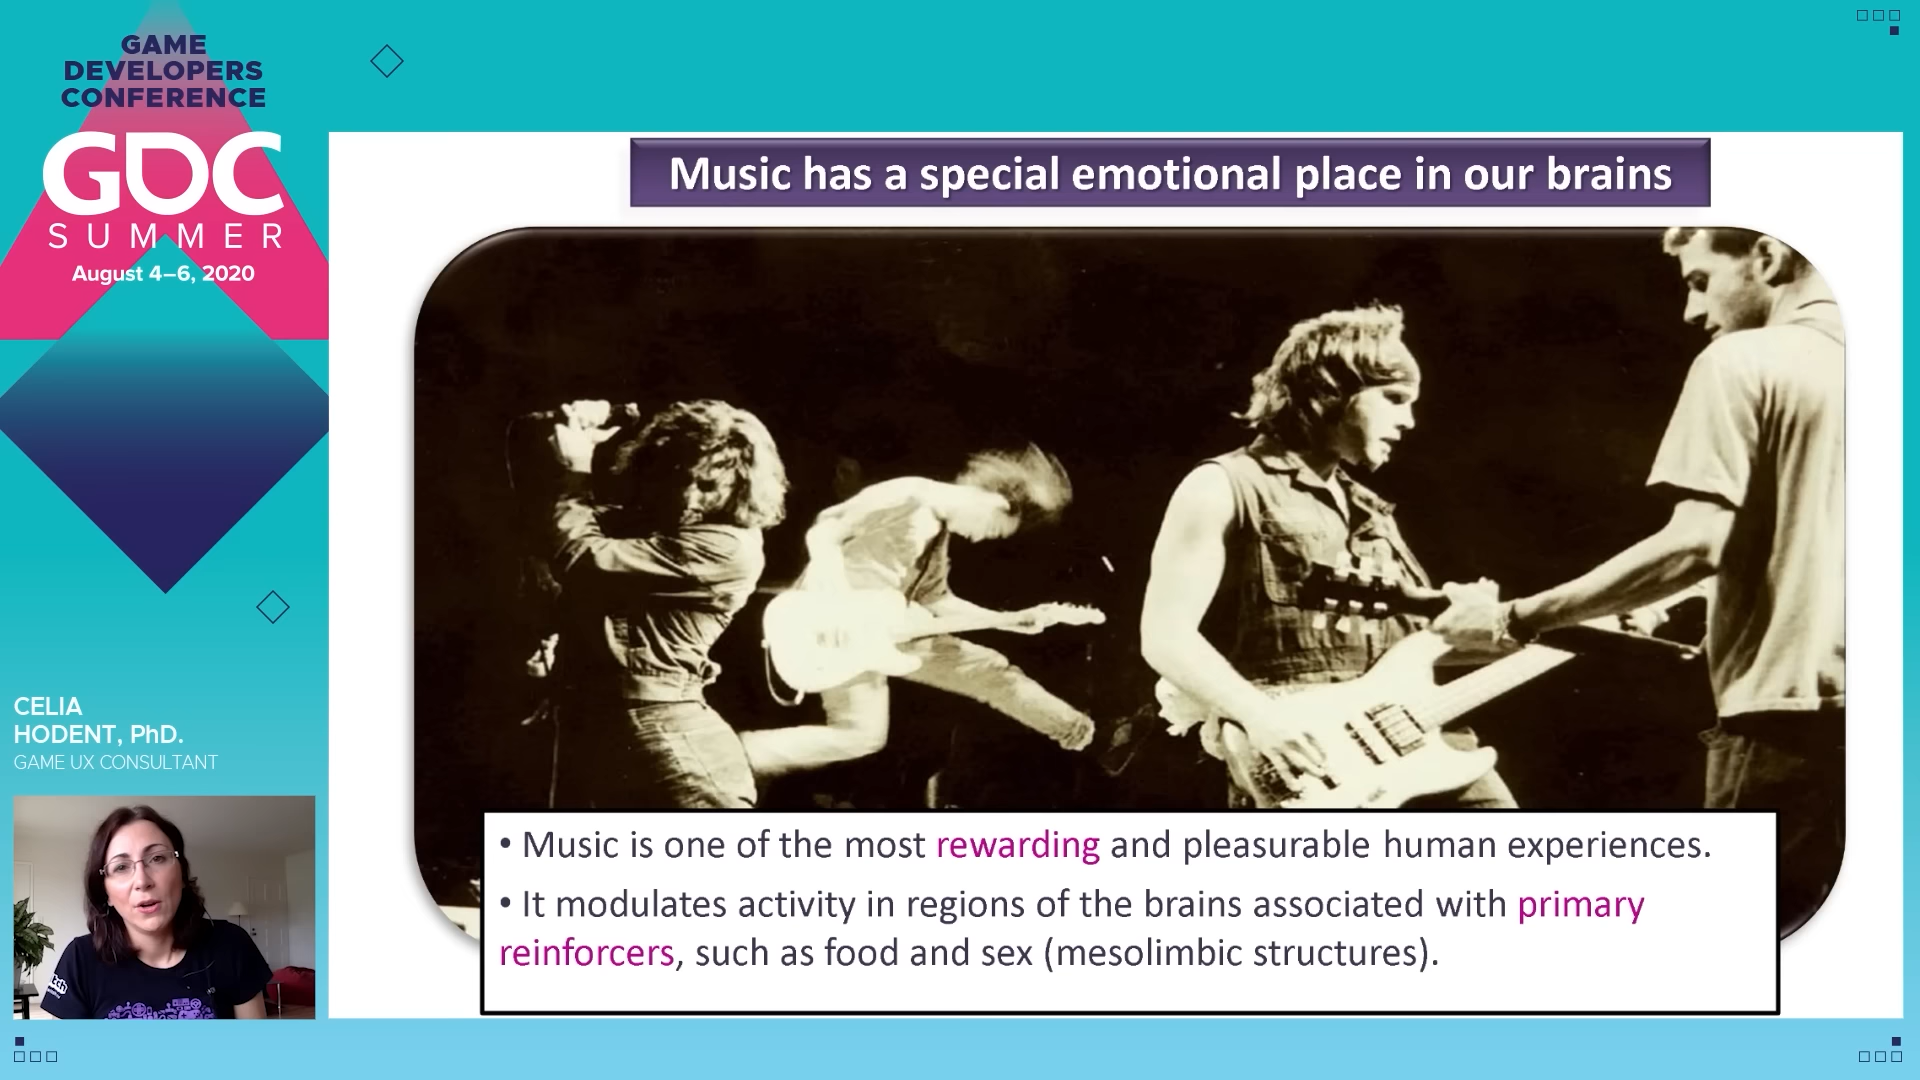 GAME
DEVELOPERS
CONFERENCE
GDC
SUMMER
August 4–6, 2020
CELIA
HODENT, PhD.
GAME UX CONSULTANT
Music has a special emotional place in our brains
• Music is one of the most rewarding and pleasurable human experiences.
• It modulates activity in regions of the brains associated with primary
reinforcers, such as food and sex (mesolimbic structures).